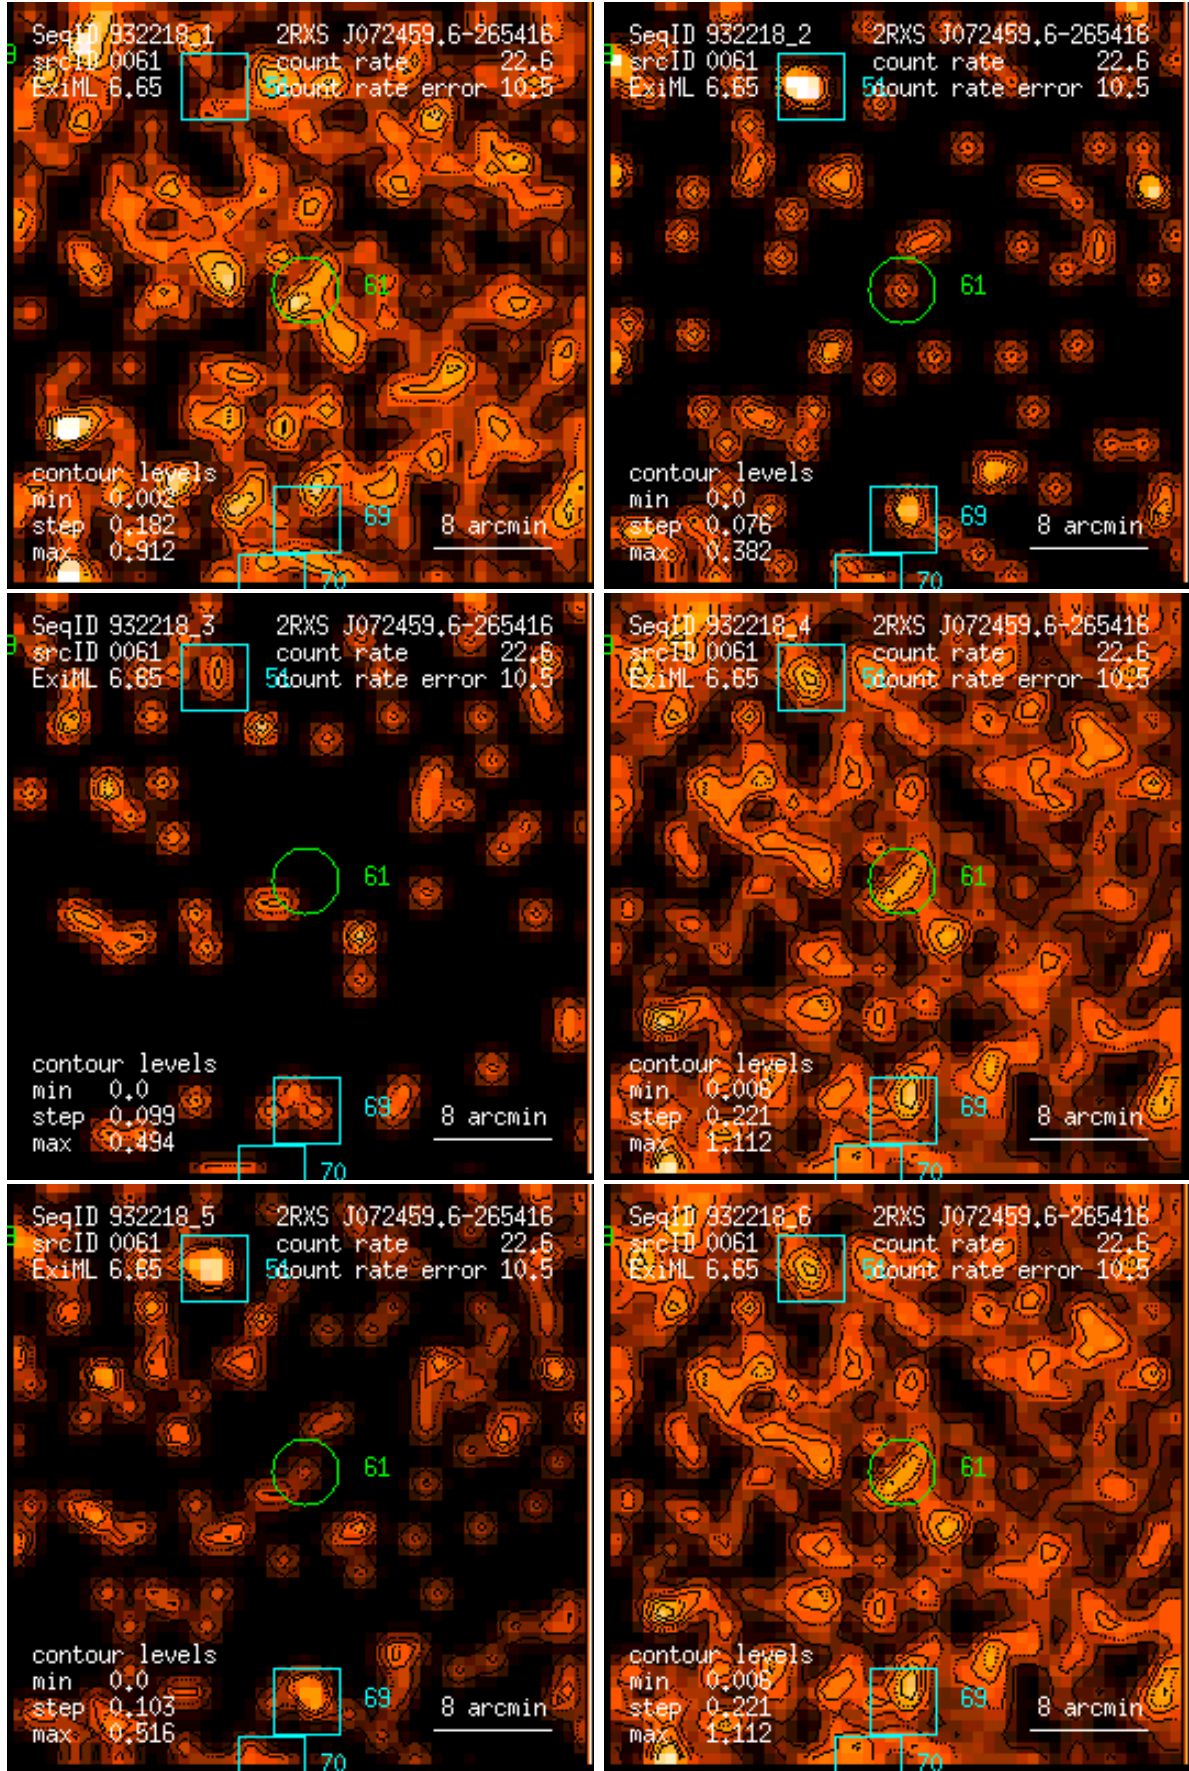 SeqID 932218_1 2RXS J072459.6-265416
srcID 0061 count rate 22.6
ExiML 6.65 51 count rate error 10.5
61
contour levels
min 0.002
step 0.182 69 8 arcmin
max 0.912
70
SeqID 932218_2 2RXS J072459.6-265416
srcID 0061 count rate 22.6
ExiML 6.65 51 count rate error 10.5
61
contour levels
min 0.0
step 0.076 69 8 arcmin
max 0.382
70
SeqID 932218_3 2RXS J072459.6-265416
srcID 0061 count rate 22.6
ExiML 6.65 51 count rate error 10.5
61
contour levels
min 0.0
step 0.099 69 8 arcmin
max 0.494
70
SeqID 932218_4 2RXS J072459.6-265416
srcID 0061 count rate 22.6
ExiML 6.65 51 count rate error 10.5
61
contour levels
min 0.006
step 0.221 69 8 arcmin
max 1.112
70
SeqID 932218_5 2RXS J072459.6-265416
srcID 0061 count rate 22.6
ExiML 6.65 51 count rate error 10.5
61
contour levels
min 0.0
step 0.103 69 8 arcmin
max 0.516
70
SeqID 932218_6 2RXS J072459.6-265416
srcID 0061 count rate 22.6
ExiML 6.65 51 count rate error 10.5
61
contour levels
min 0.006
step 0.221 69 8 arcmin
max 1.112
70